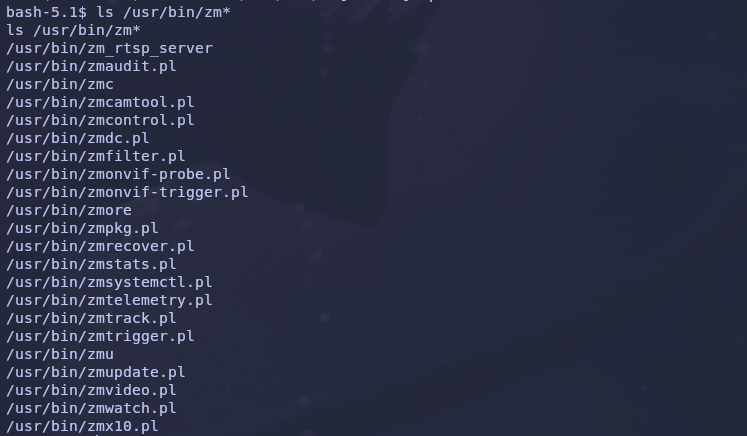 bash-5.1$ ls /usr/bin/zm*
ls /usr/bin/zm*
/usr/bin/zm_rtsp_server
/usr/bin/zmaudit.pl
/usr/bin/zmc
/usr/bin/zmcamtool.pl
/usr/bin/zmcontrol.pl
/usr/bin/zmdc.pl
/usr/bin/zmfilter.pl
/usr/bin/zmonvif-probe.pl
/usr/bin/zmonvif-trigger.pl
/usr/bin/zmore
/usr/bin/zmpkg.pl
/usr/bin/zmrecover.pl
/usr/bin/zmstats.pl
/usr/bin/zmsystemctl.pl
/usr/bin/zmtelemetry.pl
/usr/bin/zmtrack.pl
/usr/bin/zmtrigger.pl
/usr/bin/zmu
/usr/bin/zmupdate.pl
/usr/bin/zmvideo.pl
/usr/bin/zmwatch.pl
/usr/bin/zmx10.pl